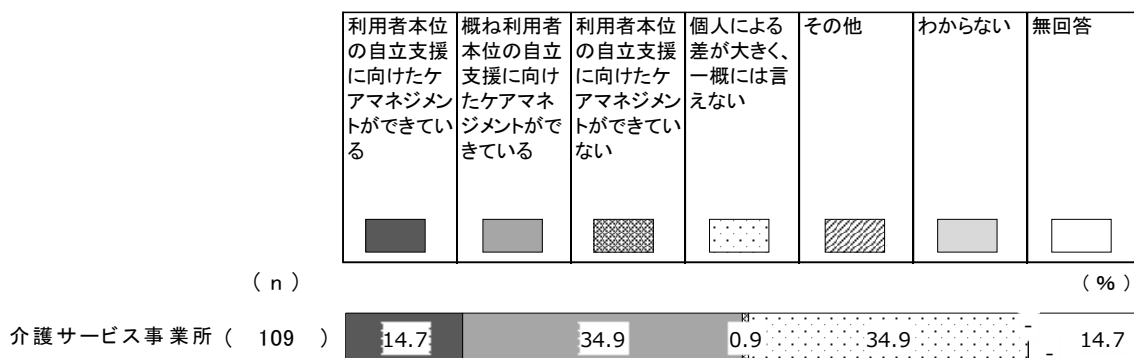 利用者本位
の自立支援
に向けたケ
アマネジメン
トができてい
る
概ね利用者
本位の自立
支援に向け
たケアマネ
ジメントがで
きている
利用者本位
の自立支援
に向けたケ
アマネジメン
トができてい
ない
個人による
差が大きく、
一概には言
えない
その他
わからない
無回答
（ｎ）
（％）
介護サービス事業所（ 109 ）
14.7
34.9
0.9
34.9
-
-
14.7